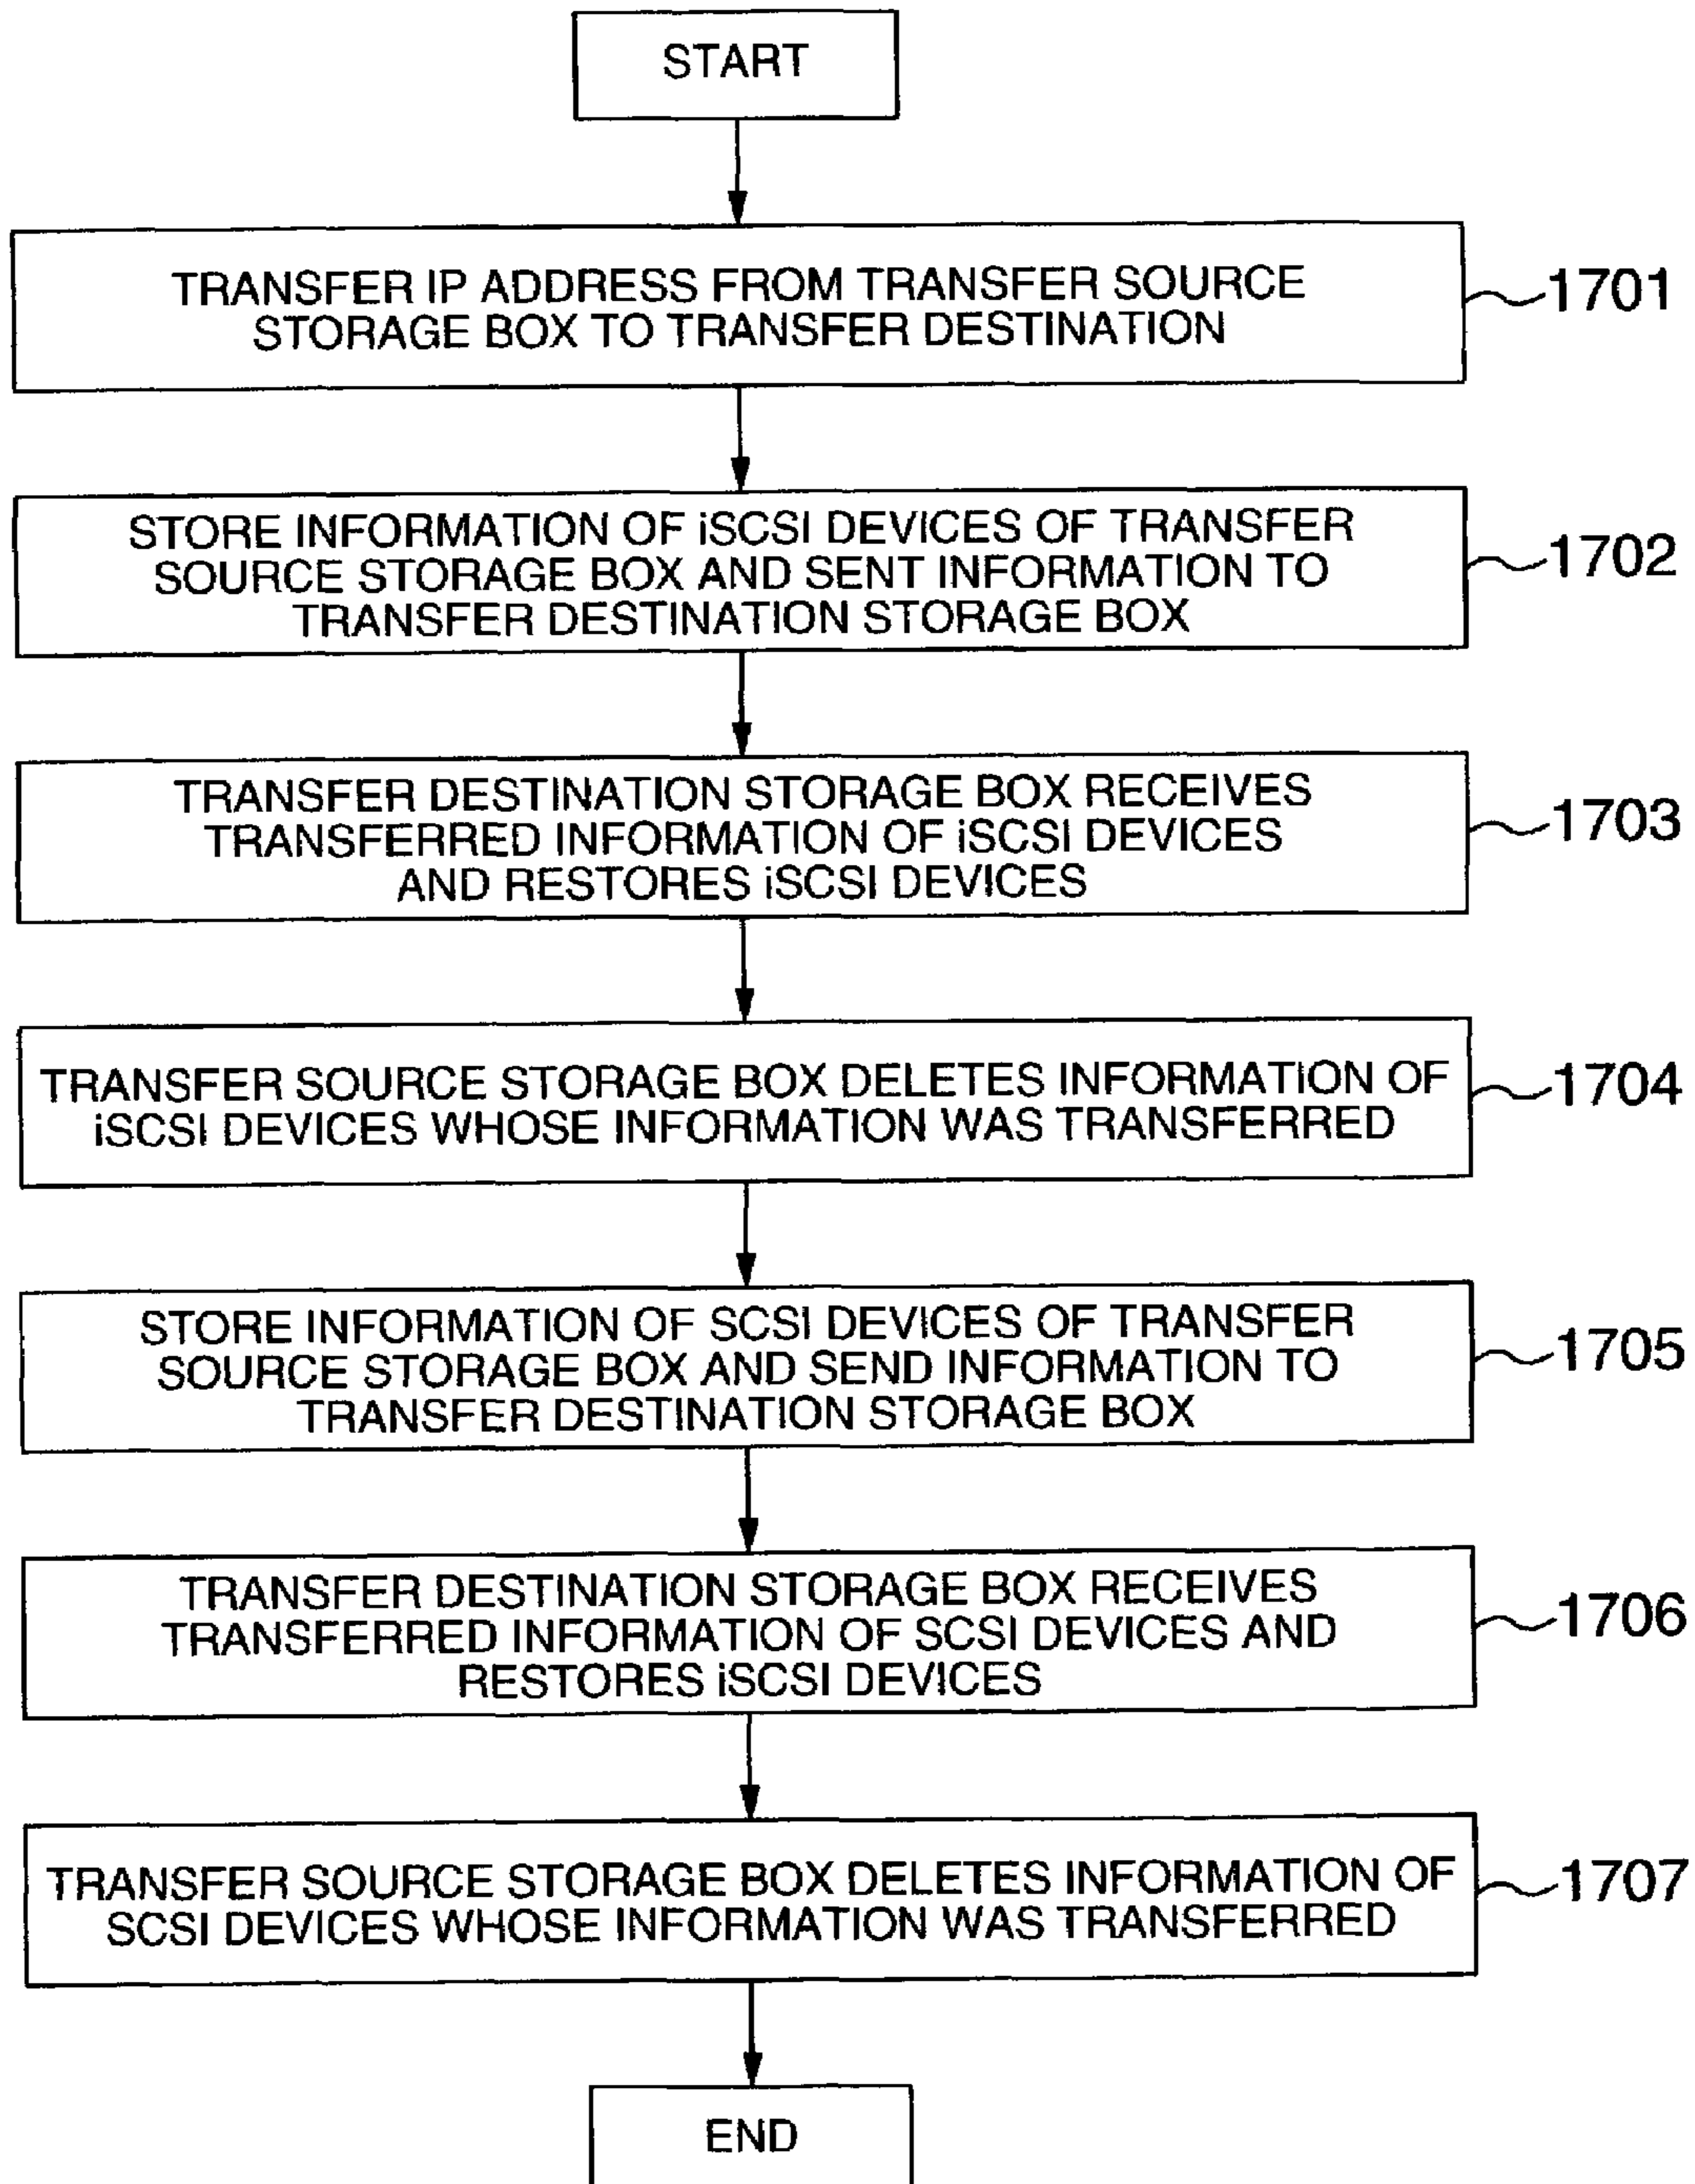 START
TRANSFER IP ADDRESS FROM TRANSFER SOURCE
STORAGE BOX TO TRANSFER DESTINATION
1701
STORE INFORMATION OF iSCSI DEVICES OF TRANSFER
SOURCE STORAGE BOX AND SENT INFORMATION TO
TRANSFER DESTINATION STORAGE BOX
1702
TRANSFER DESTINATION STORAGE BOX RECEIVES
TRANSFERRED INFORMATION OF iSCSI DEVICES
AND RESTORES iSCSI DEVICES
1703
TRANSFER SOURCE STORAGE BOX DELETES INFORMATION OF
iSCSI DEVICES WHOSE INFORMATION WAS TRANSFERRED
1704
STORE INFORMATION OF SCSI DEVICES OF TRANSFER
SOURCE STORAGE BOX AND SEND INFORMATION TO
TRANSFER DESTINATION STORAGE BOX
1705
TRANSFER DESTINATION STORAGE BOX RECEIVES
TRANSFERRED INFORMATION OF SCSI DEVICES AND
RESTORES iSCSI DEVICES
1706
TRANSFER SOURCE STORAGE BOX DELETES INFORMATION OF
SCSI DEVICES WHOSE INFORMATION WAS TRANSFERRED
1707
END